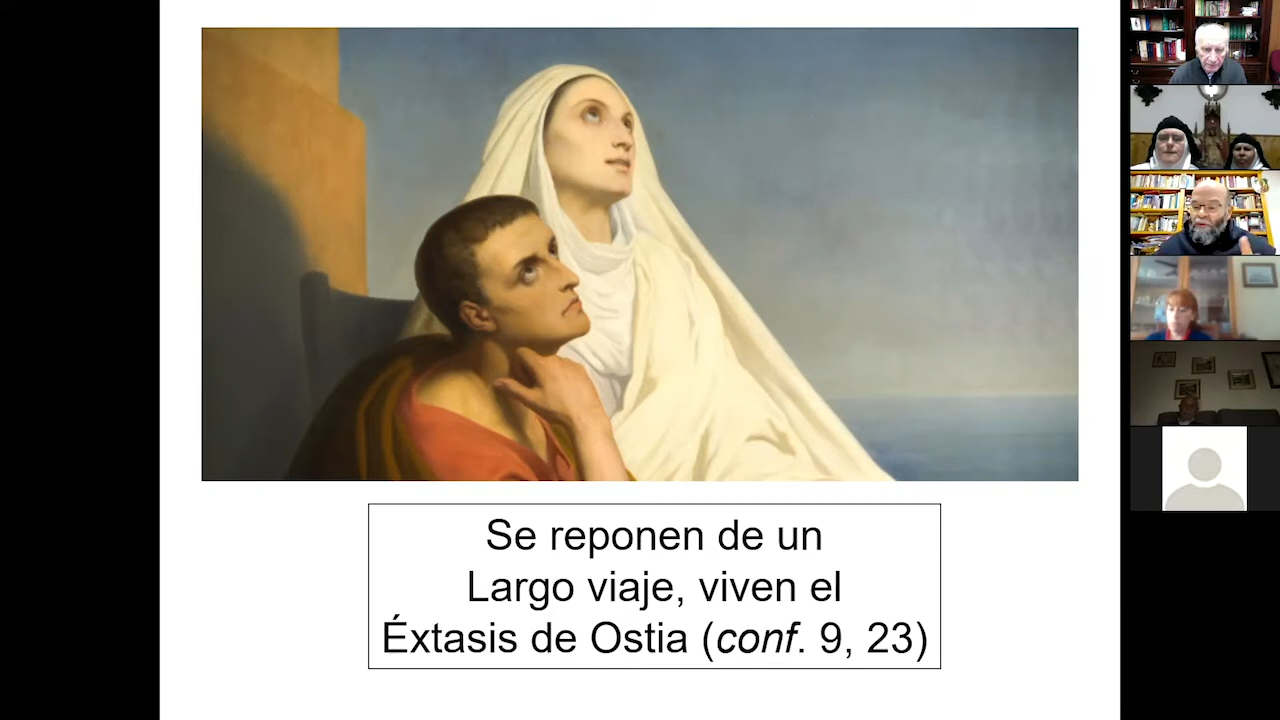 Se reponen de un
Largo viaje, viven el
Éxtasis de Ostia (conf. 9, 23)